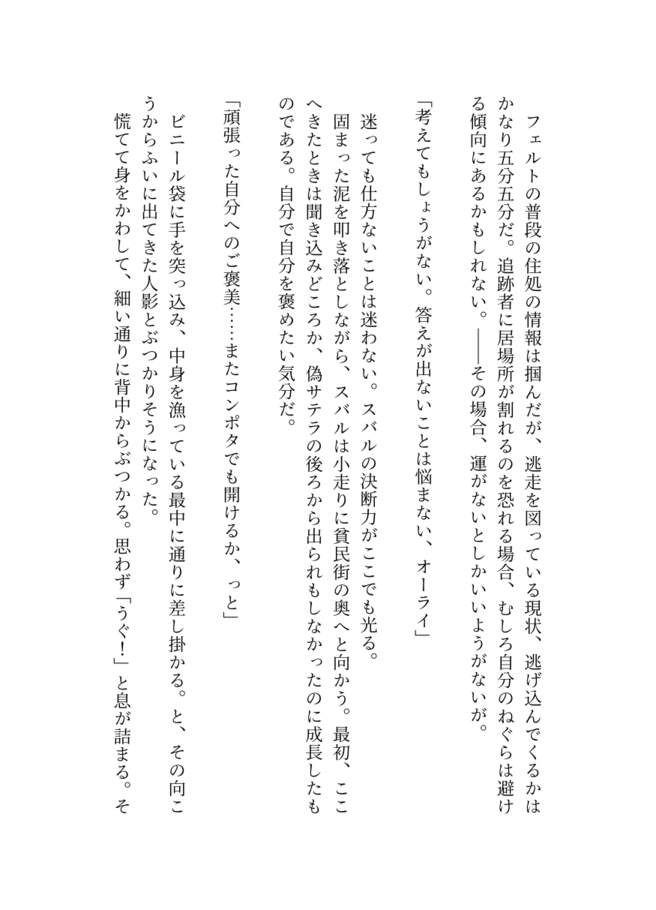 フェルトの普段の住処の情報は掴んだが、逃走を図っている現状、逃げ込んでくるかは
かなり五分五分だ。追跡者に居場所が割れるのを恐れる場合、むしろ自分のねぐらは避け
る傾向にあるかもしれない。――その場合、運がないとしかいいようがないが。
「考えてもしょうがない。答えが出ないことは悩まない、オーライ」
迷っても仕方ないことは迷わない。スバルの決断力がここでも光る。
固まった泥を叩き落としながら、スバルは小走りに貧民街の奥へと向かう。最初、ここ
へきたときは聞き込みどころか、偽サテラの後ろから出られもしなかったのに成長したも
のである。自分で自分を褒めたい気分だ。
「頑張った自分へのご褒美……またコンポタでも開けるか、っと」
ビニール袋に手を突っ込み、中身を漁っている最中に通りに差し掛かる。と、その向こ
うからふいに出てきた人影とぶつかりそうになった。
慌てて身をかわして、細い通りに背中からぶつかる。思わず「うぐ！」と息が詰まる。そ